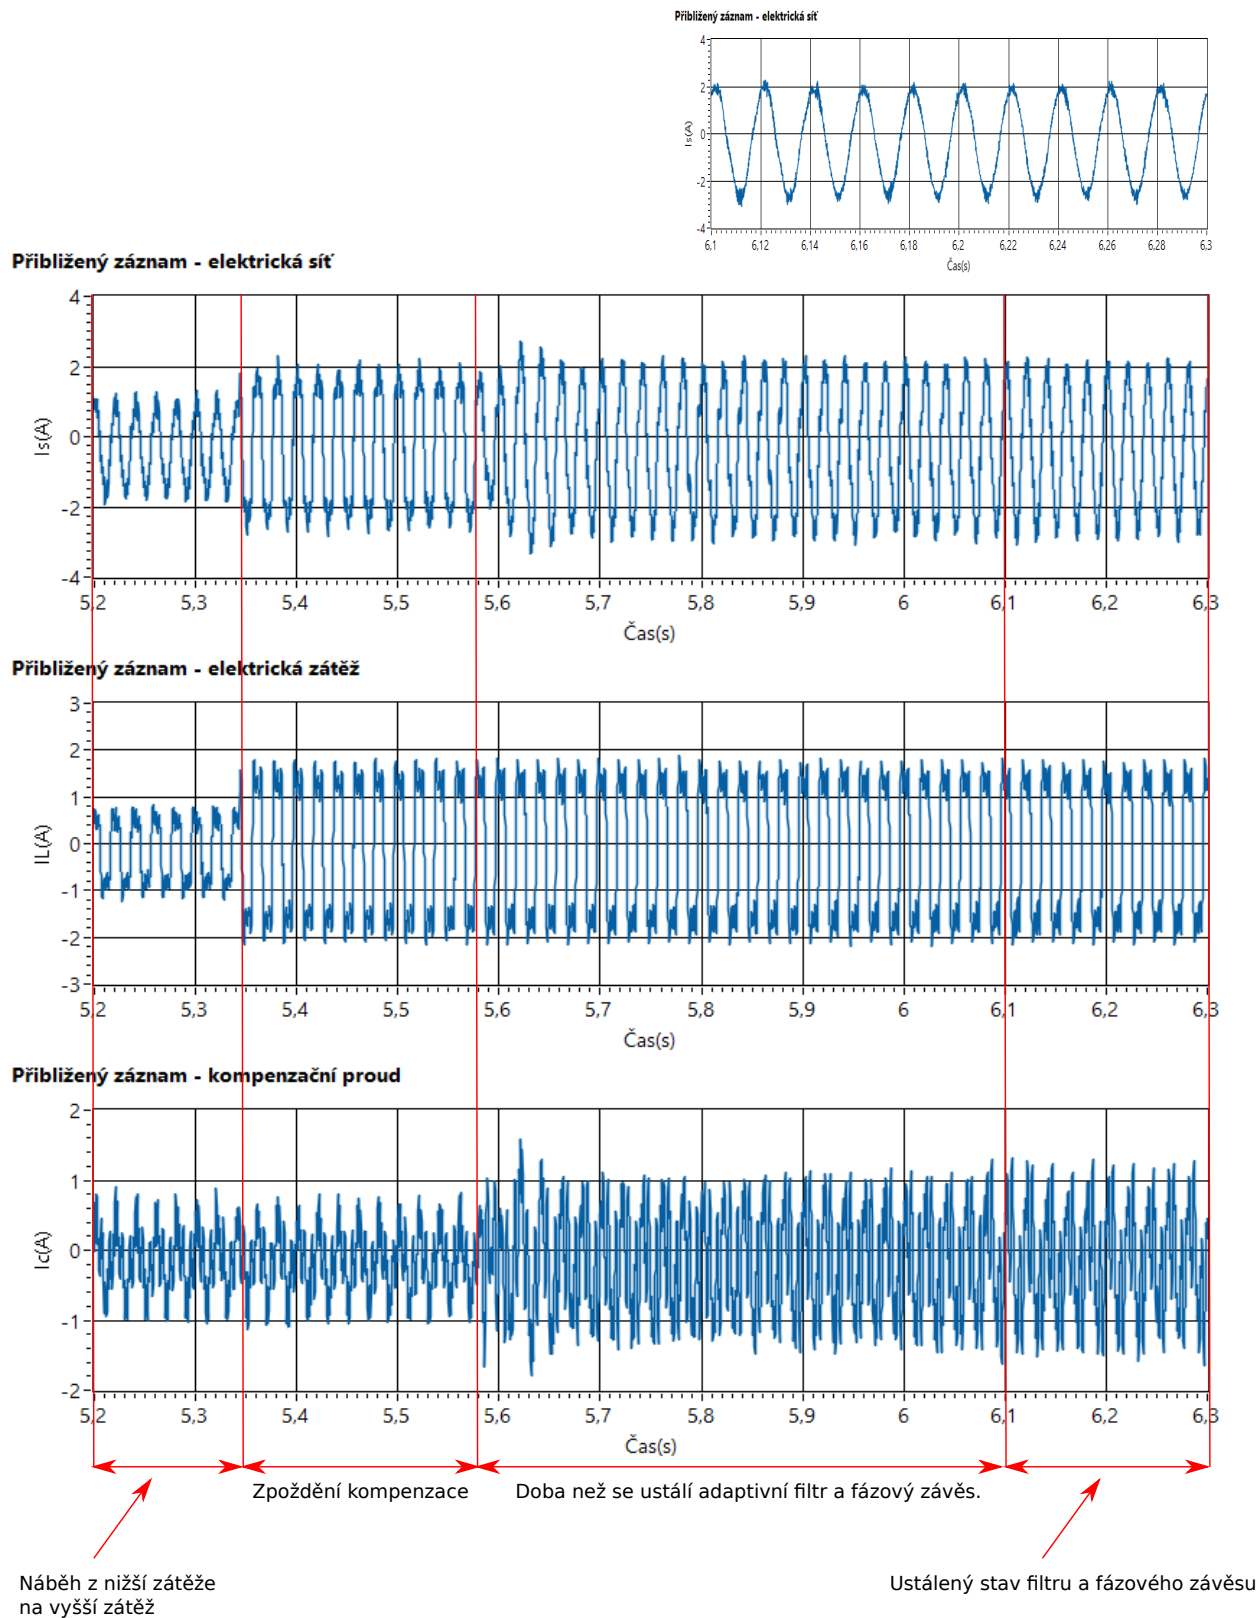 Přibližený záznam - elektrická síť
4
2
0
-2
-4
Is(A)
6,1 6,12 6,14 6,16 6,18 6,2 6,22 6,24 6,26 6,28 6,3
Čas(s)
Přibližený záznam - elektrická síť
4
2
0
-2
-4
Is(A)
5,2 5,3 5,4 5,5 5,6 5,7 5,8 5,9 6 6,1 6,2 6,3
Čas(s)
Přibližený záznam - elektrická zátěž
3
2
1
0
-1
-2
-3
IL(A)
5,2 5,3 5,4 5,5 5,6 5,7 5,8 5,9 6 6,1 6,2 6,3
Čas(s)
Přibližený záznam - kompenzační proud
2
1
0
-1
-2
Ic(A)
5,2 5,3 5,4 5,5 5,6 5,7 5,8 5,9 6 6,1 6,2 6,3
Čas(s)
Zpoždění kompenzace
Doba než se ustálí adaptivní filtr a fázový závěs.
Náběh z nižší zátěže
na vyšší zátěž
Ustálený stav filtru a fázového závěsu